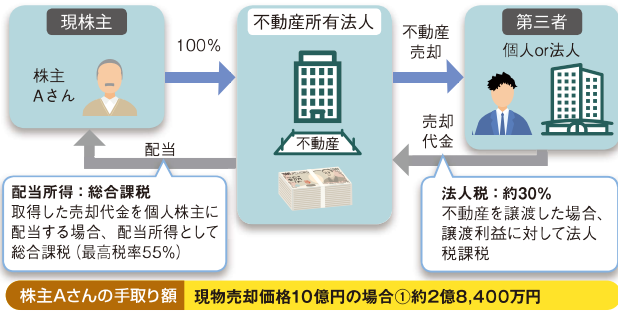 現株主
株主
Aさん
100%
不動産所有法人
不動産
不動産
売却
第三者
個人or法人
売却
代金
配当
配当所得：総合課税
取得した売却代金を個人株主に
配当する場合、配当所得として
総合課税（最高税率55%）
法人税：約30%
不動産を譲渡した場合、
譲渡利益に対して法人
税課税
株主Aさんの手取り額
現物売却価格10億円の場合①約2億8,400万円